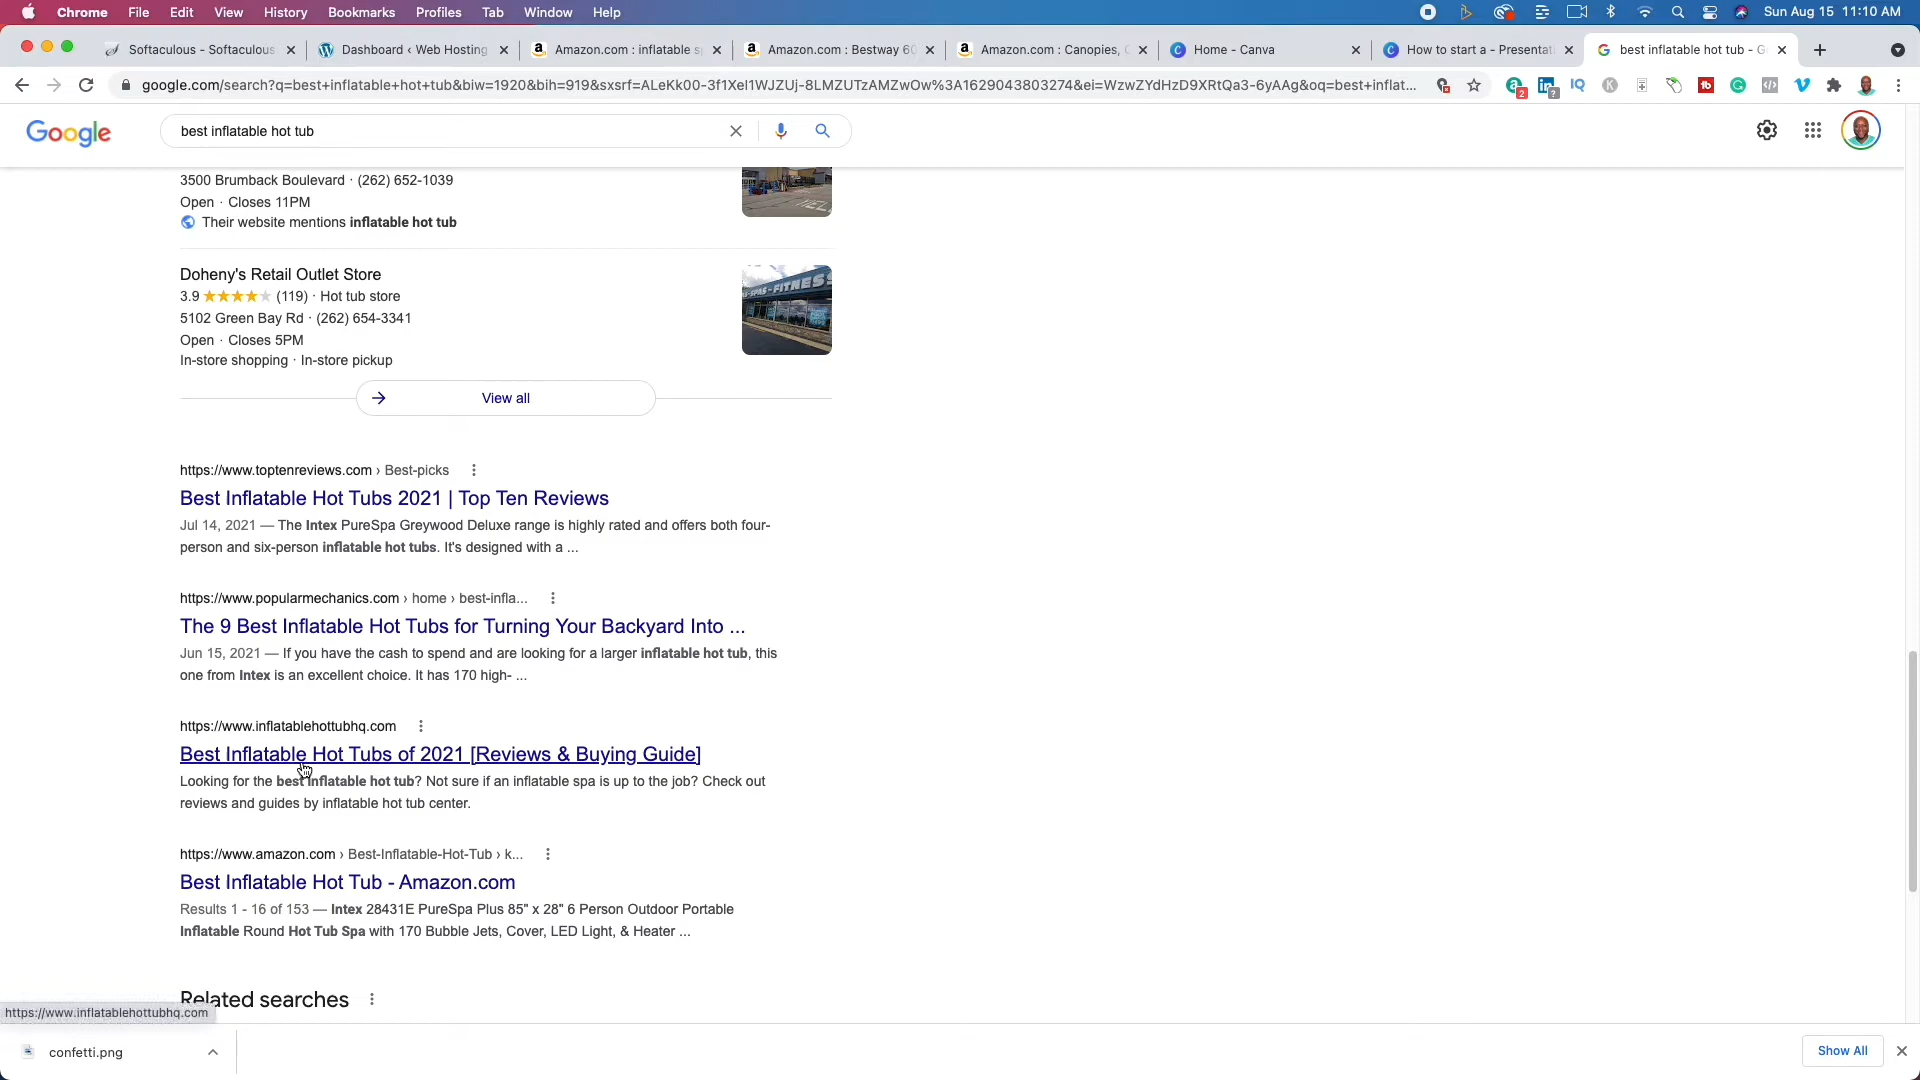 Chrome File Edit View History Bookmarks Profiles Tab Window Help Sun Aug 15 11:10 AM
Softaculous - Softaculous Dashboard ‹ Web Hosting Amazon.com : inflatable s Amazon.com : Bestway 60 Amazon.com : Canopies, Home - Canva How to start a - Presentat best inflatable hot tub - G
google.com/search?q=best+inflatable+hot+tub&biw=1920&bih=919&sxsrf=ALeKk00-3f1Xel1WJZUj-8LMZUTzAMZwOw%3A1629043803274&ei=WzwZYdHzD9XRtQa3-6yAAg&oq=best+inflat...
Google best inflatable hot tub
3500 Brumback Boulevard · (262) 652-1039
Open · Closes 11PM
Their website mentions inflatable hot tub
Doheny's Retail Outlet Store
3.9 (119) · Hot tub store
5102 Green Bay Rd · (262) 654-3341
Open · Closes 5PM
In-store shopping · In-store pickup
View all
https://www.toptenreviews.com › Best-picks
Best Inflatable Hot Tubs 2021 | Top Ten Reviews
Jul 14, 2021 — The Intex PureSpa Greywood Deluxe range is highly rated and offers both four-
person and six-person inflatable hot tubs. It's designed with a ...
https://www.popularmechanics.com › home › best-infla...
The 9 Best Inflatable Hot Tubs for Turning Your Backyard Into ...
Jun 15, 2021 — If you have the cash to spend and are looking for a larger inflatable hot tub, this
one from Intex is an excellent choice. It has 170 high- ...
https://www.inflatablehottubhq.com
Best Inflatable Hot Tubs of 2021 [Reviews & Buying Guide]
Looking for the best inflatable hot tub? Not sure if an inflatable spa is up to the job? Check out
reviews and guides by inflatable hot tub center.
https://www.amazon.com › Best-Inflatable-Hot-Tub › k...
Best Inflatable Hot Tub - Amazon.com
Results 1 - 16 of 153 — Intex 28431E PureSpa Plus 85" x 28" 6 Person Outdoor Portable
Inflatable Round Hot Tub Spa with 170 Bubble Jets, Cover, LED Light, & Heater ...
Related searches
https://www.inflatablehottubhq.com
confetti.png Show All